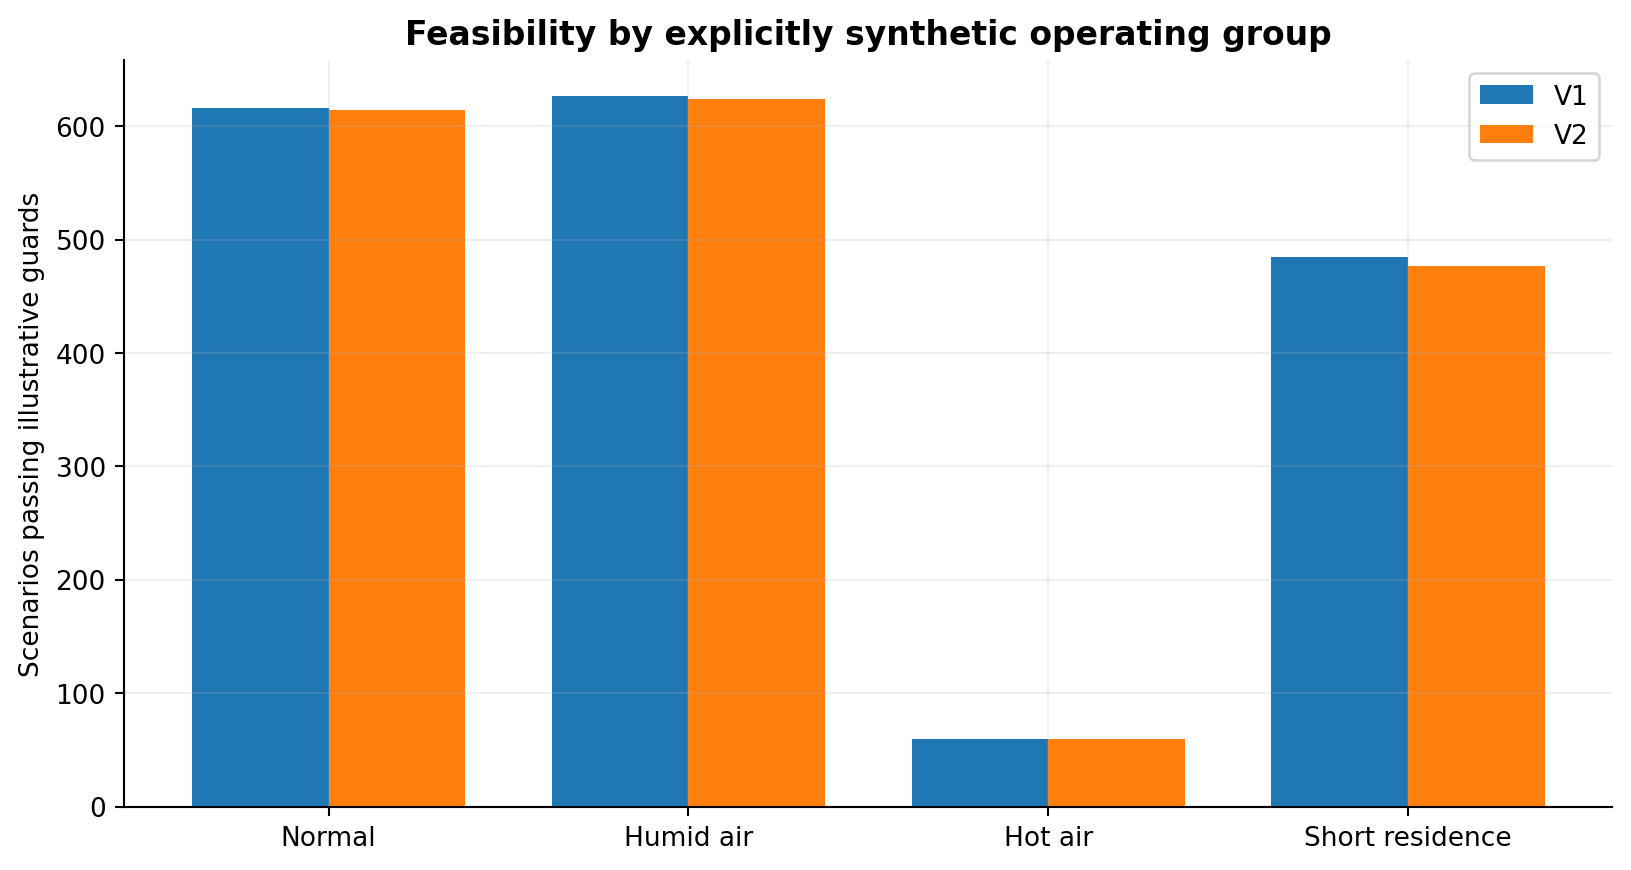 Feasibility by explicitly synthetic operating group
V1
V2
Scenarios passing illustrative guards
600
500
400
300
200
100
0
Normal
Humid air
Hot air
Short residence